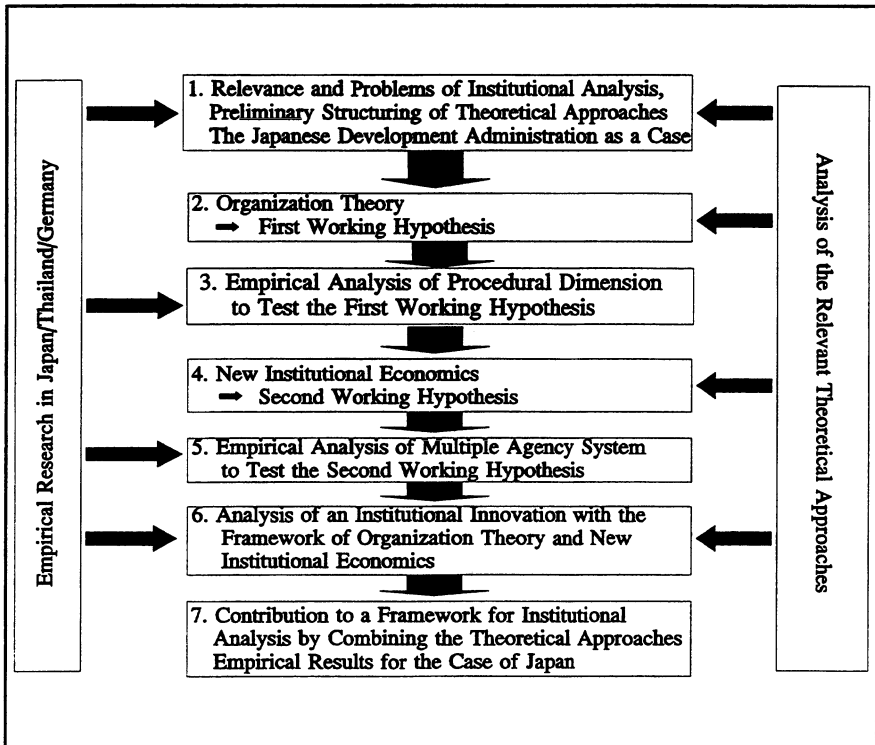 Empirical Research in Japan/Thailand/Germany
1. Relevance and Problems of Institutional Analysis,
Preliminary Structuring of Theoretical Approaches
The Japanese Development Administration as a Case
2. Organization Theory
→ First Working Hypothesis
3. Empirical Analysis of Procedural Dimension
to Test the First Working Hypothesis
4. New Institutional Economics
→ Second Working Hypothesis
5. Empirical Analysis of Multiple Agency System
to Test the Second Working Hypothesis
6. Analysis of an Institutional Innovation with the
Framework of Organization Theory and New
Institutional Economics
7. Contribution to a Framework for Institutional
Analysis by Combining the Theoretical Approaches
Empirical Results for the Case of Japan
Analysis of the Relevant Theoretical Approaches